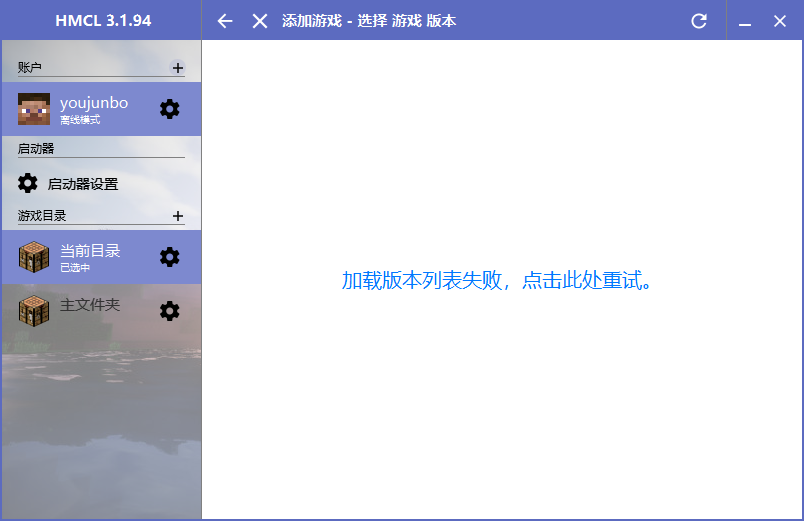 HMCL 3.1.94
添加游戏 - 选择 游戏 版本
账户
youjunbo
离线模式
启动器
启动器设置
游戏目录
当前目录
已选中
主文件夹
加载版本列表失败，点击此处重试。